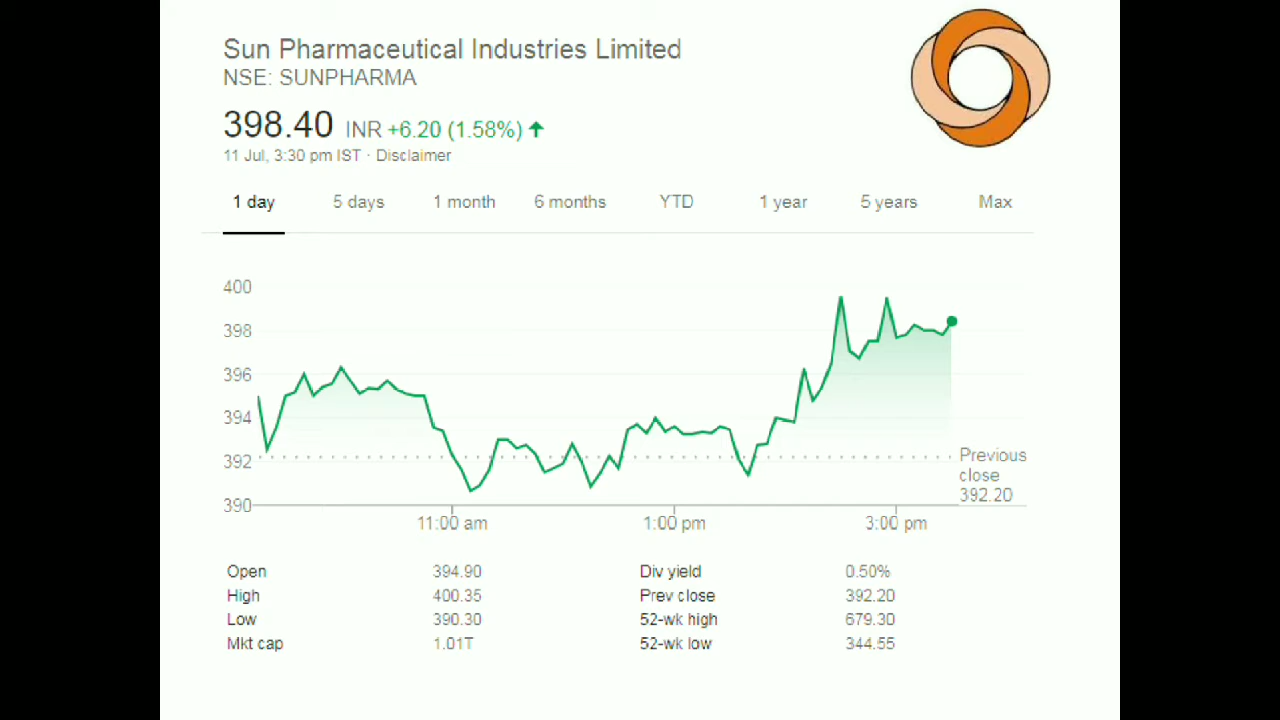 Sun Pharmaceutical Industries Limited
NSE: SUNPHARMA
398.40 INR +6.20 (1.58%)
11 Jul, 3:30 pm IST · Disclaimer
1 day 5 days 1 month 6 months YTD 1 year 5 years Max
400
398
396
394
392
390
Previous
close
392.20
11:00 am 1:00 pm 3:00 pm
Open 394.90 Div yield 0.50%
High 400.35 Prev close 392.20
Low 390.30 52-wk high 679.30
Mkt cap 1.01T 52-wk low 344.55